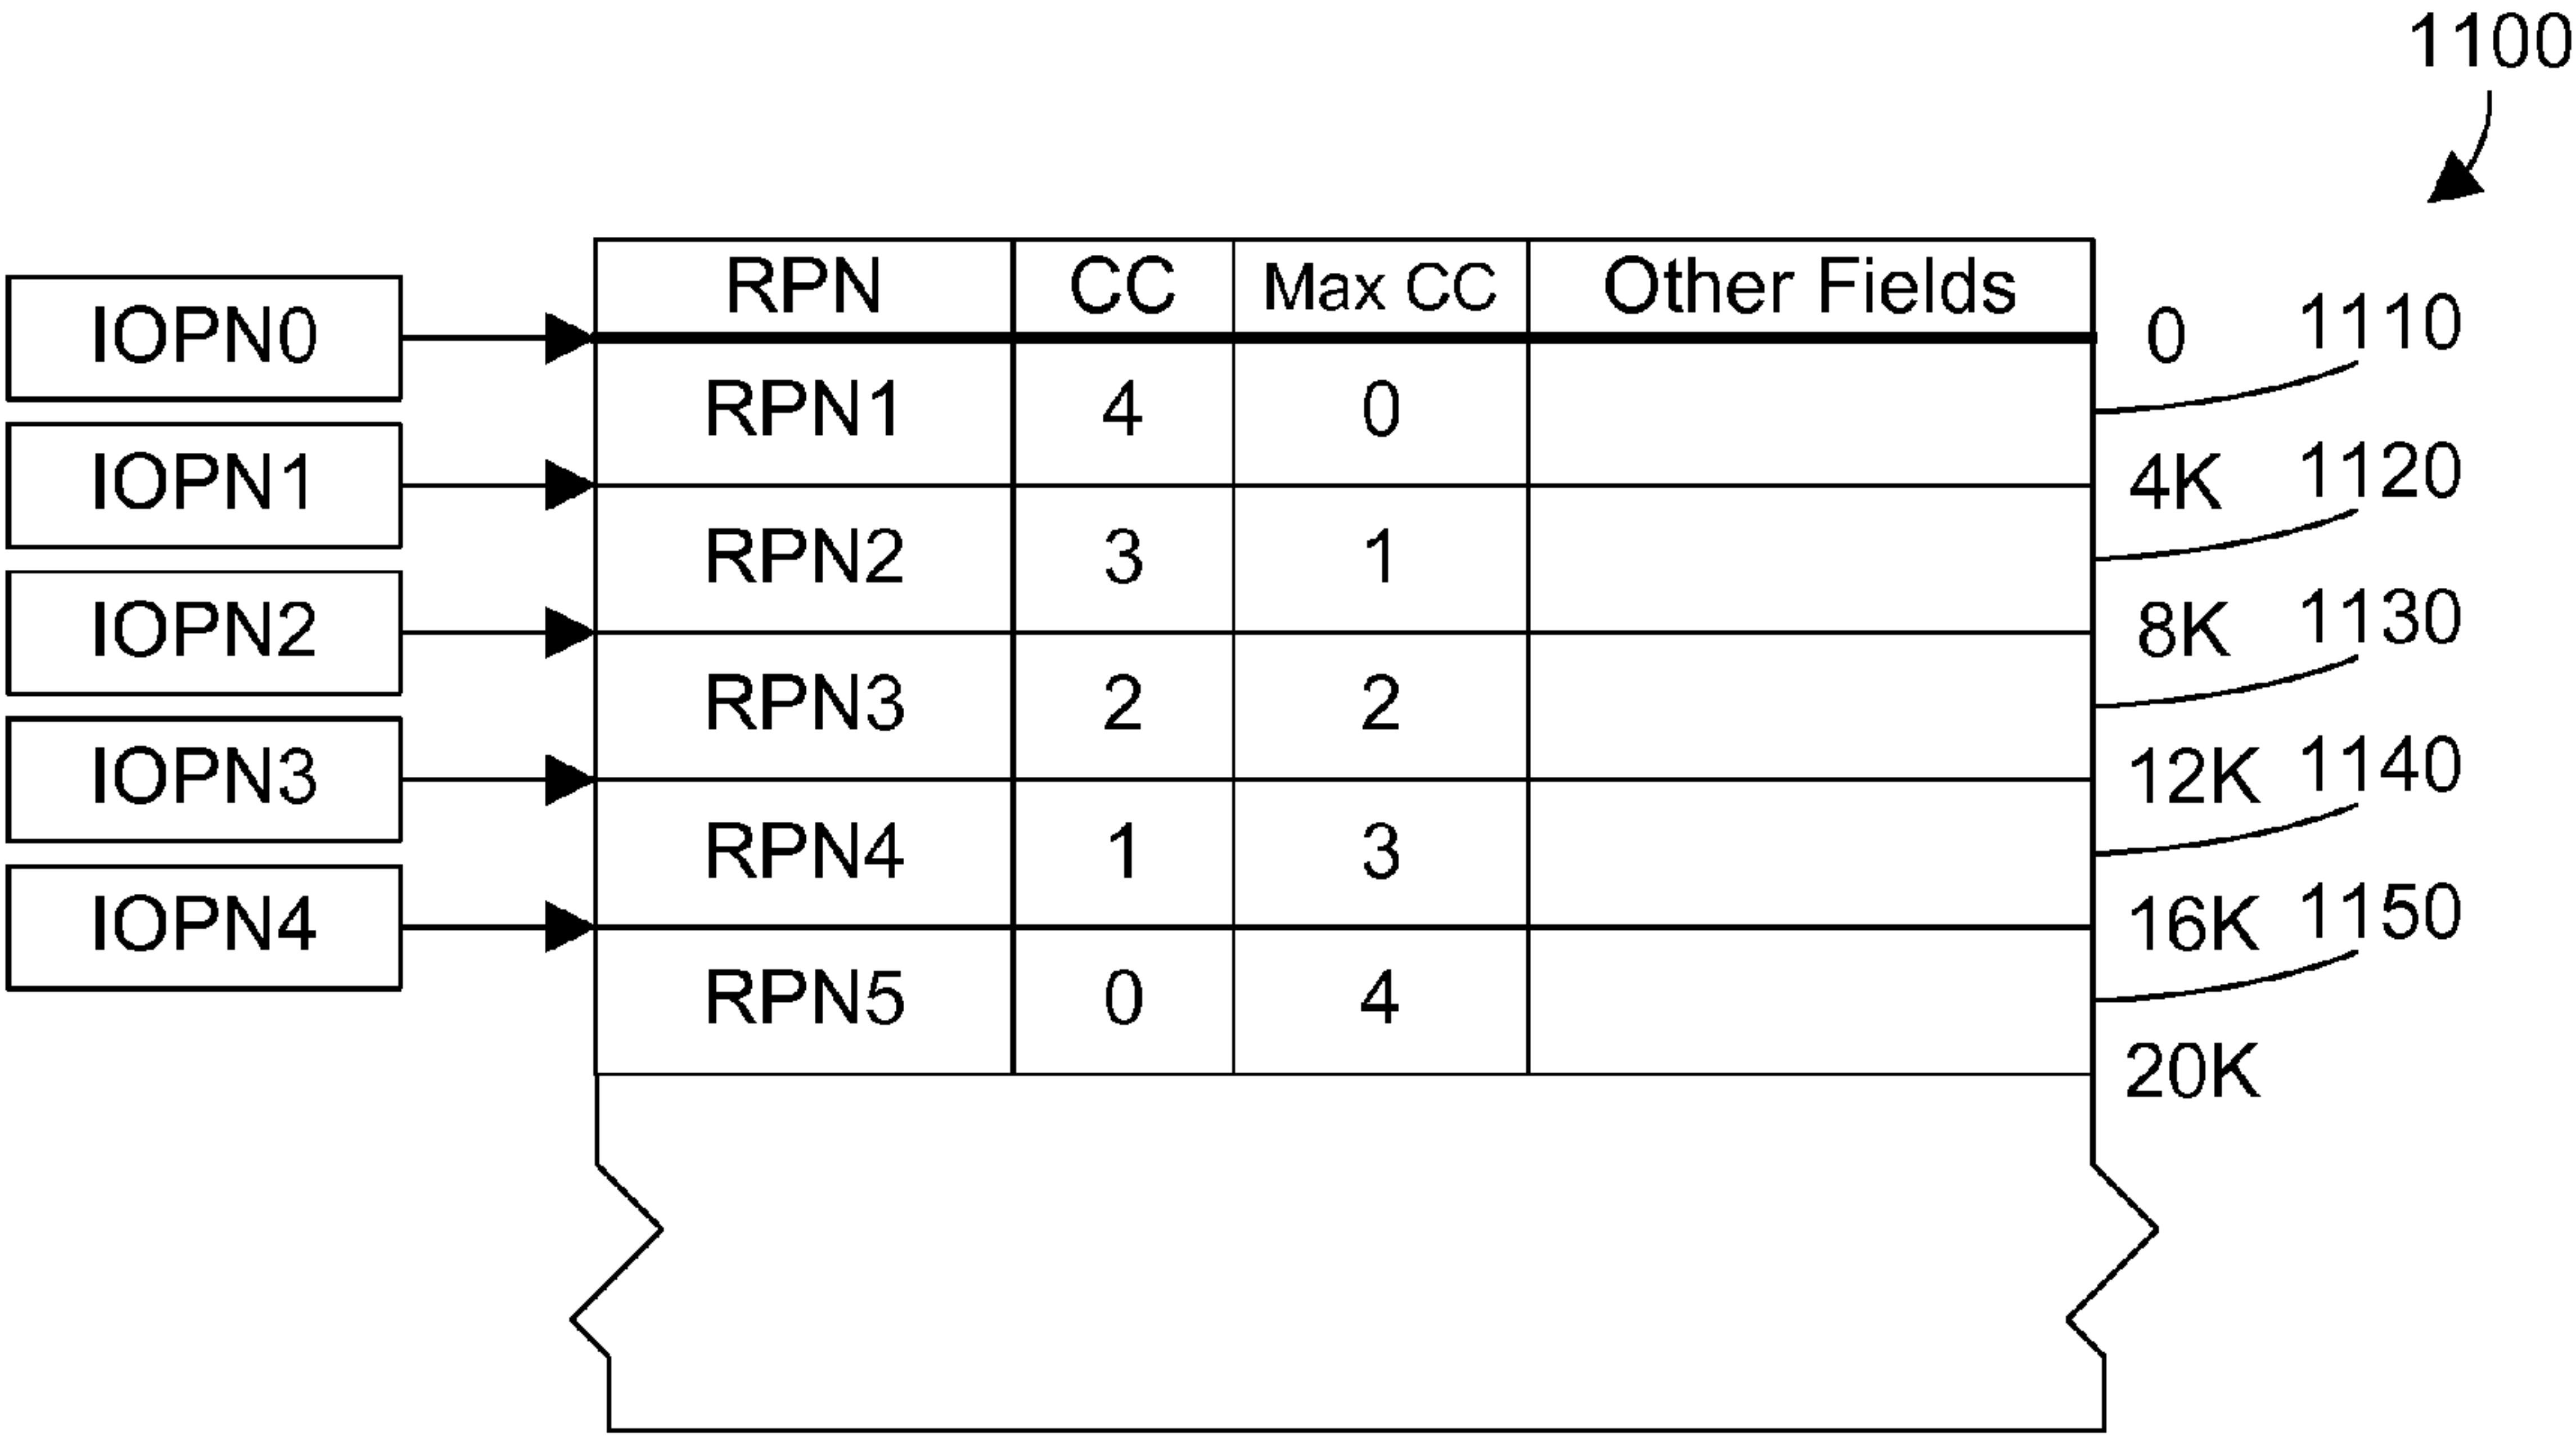 1100
RPN CC Max CC Other Fields
IOPN0 0 1110
RPN1 4 0
IOPN1 4K 1120
RPN2 3 1
IOPN2 8K 1130
RPN3 2 2
IOPN3 12K 1140
RPN4 1 3
IOPN4 16K 1150
RPN5 0 4
20K